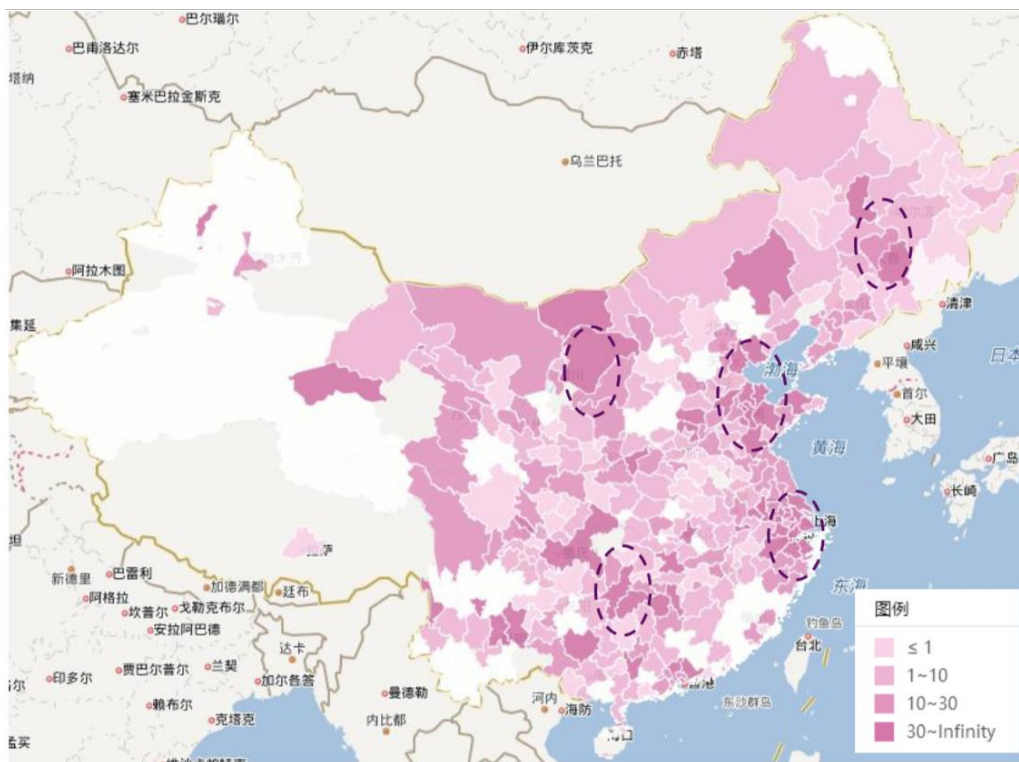 巴尔瑙尔
巴甫洛达尔
伊尔库茨克
赤塔
塔纳
塞米巴拉金斯克
乌兰巴托
阿拉木图
清津
集延
咸兴
日本
平壤
渤海
首尔
大田
黄海
广岛
长崎
上海
拉萨
坦
新德里
巴雷利
加德满都
廷布
东海
阿格拉
坎普尔
戈勒克布尔
安拉阿巴德
钓鱼岛
台北
达卡
印多尔
贾巴尔普尔
兰契
加尔各答
曼德勒
河内
海防
东沙群岛
赖布尔
克塔克
内比都
海口
孟买
图例
≤ 1
1~10
10~30
30~Infinity